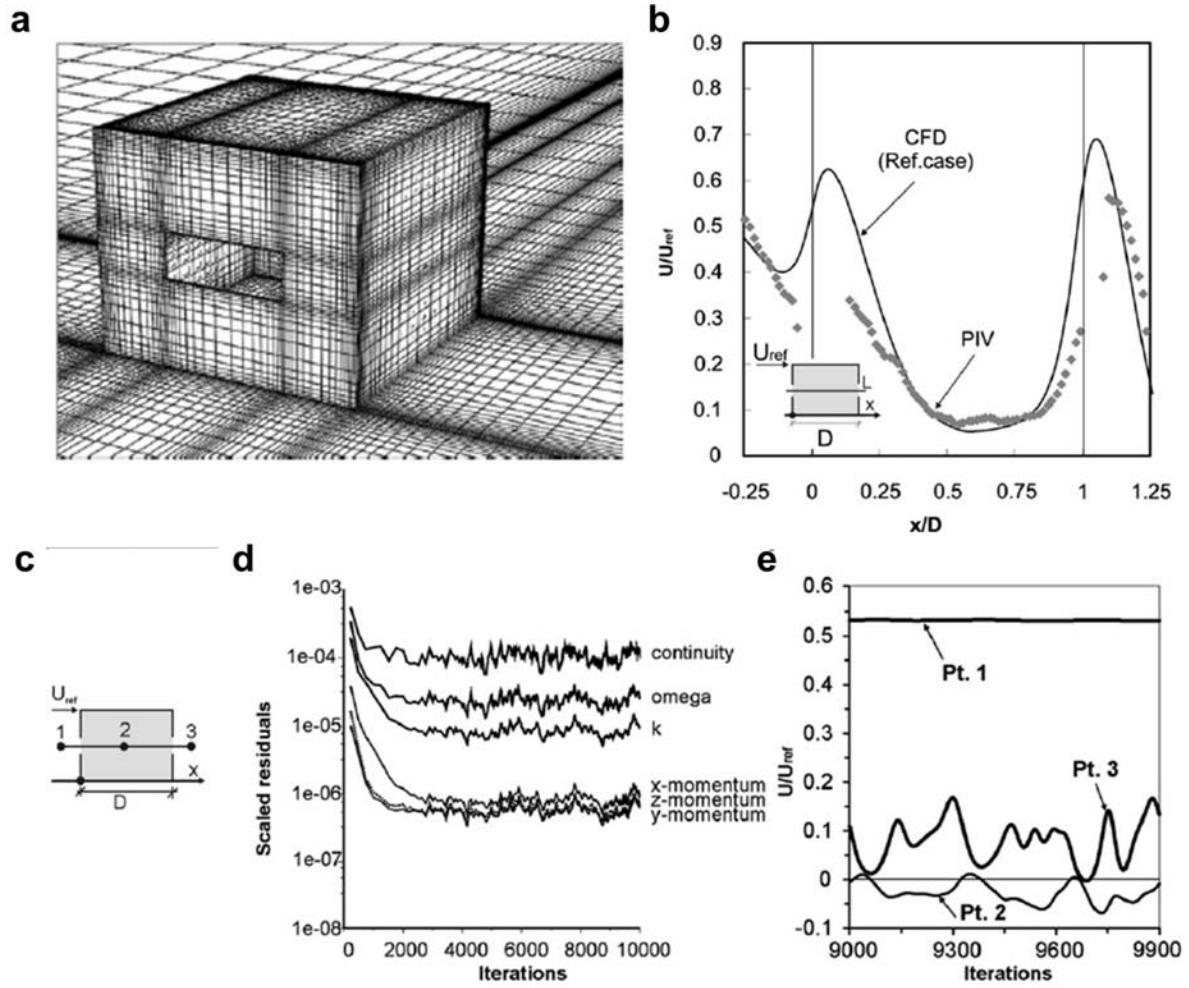 a
b
0.9
0.8
0.7
0.6
0.5
0.4
0.3
0.2
0.1
0
U/Uref
CFD
(Ref.case)
PIV
Uref
L
x
D
-0.25
0
0.25
0.5
0.75
1
1.25
x/D
c
Uref
1
2
3
X
D
d
1e-03
1e-04
1e-05
1e-06
1e-07
1e-08
Scaled residuals
continuity
omega
k
x-momentum
z-momentum
y-momentum
0
2000
4000
6000
8000
10000
Iterations
e
0.6
0.5
0.4
0.3
0.2
0.1
0
-0.1
U/Uref
Pt. 1
Pt. 3
Pt. 2
9000
9300
9600
9900
Iterations